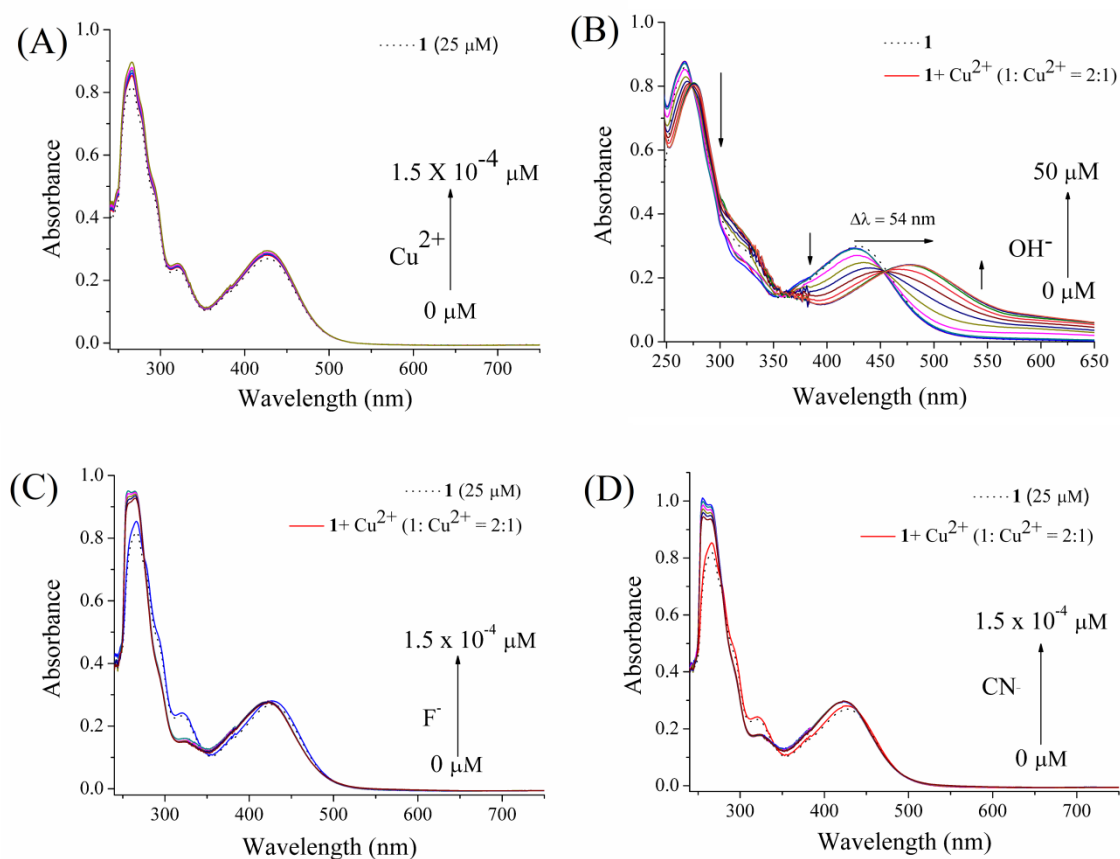 (A)
1 (25 μM)
1.5 X 10-4 μM
Cu2+
0 μM
Absorbance
1.0
0.8
0.6
0.4
0.2
0.0
300 400 500 600 700
Wavelength (nm)
(B)
1
1+ Cu2+ (1: Cu2+ = 2:1)
50 μM
Δλ = 54 nm
OH-
0 μM
Absorbance
1.0
0.8
0.6
0.4
0.2
0.0
250 300 350 400 450 500 550 600 650
Wavelength (nm)
(C)
1 (25 μM)
1+ Cu2+ (1: Cu2+ = 2:1)
1.5 x 10-4 μM
F-
0 μM
Absorbance
1.0
0.8
0.6
0.4
0.2
0.0
300 400 500 600 700
Wavelength (nm)
(D)
1 (25 μM)
1+ Cu2+ (1: Cu2+ = 2:1)
1.5 x 10-4 μM
CN-
0 μM
Absorbance
1.0
0.8
0.6
0.4
0.2
0.0
300 400 500 600 700
Wavelength (nm)